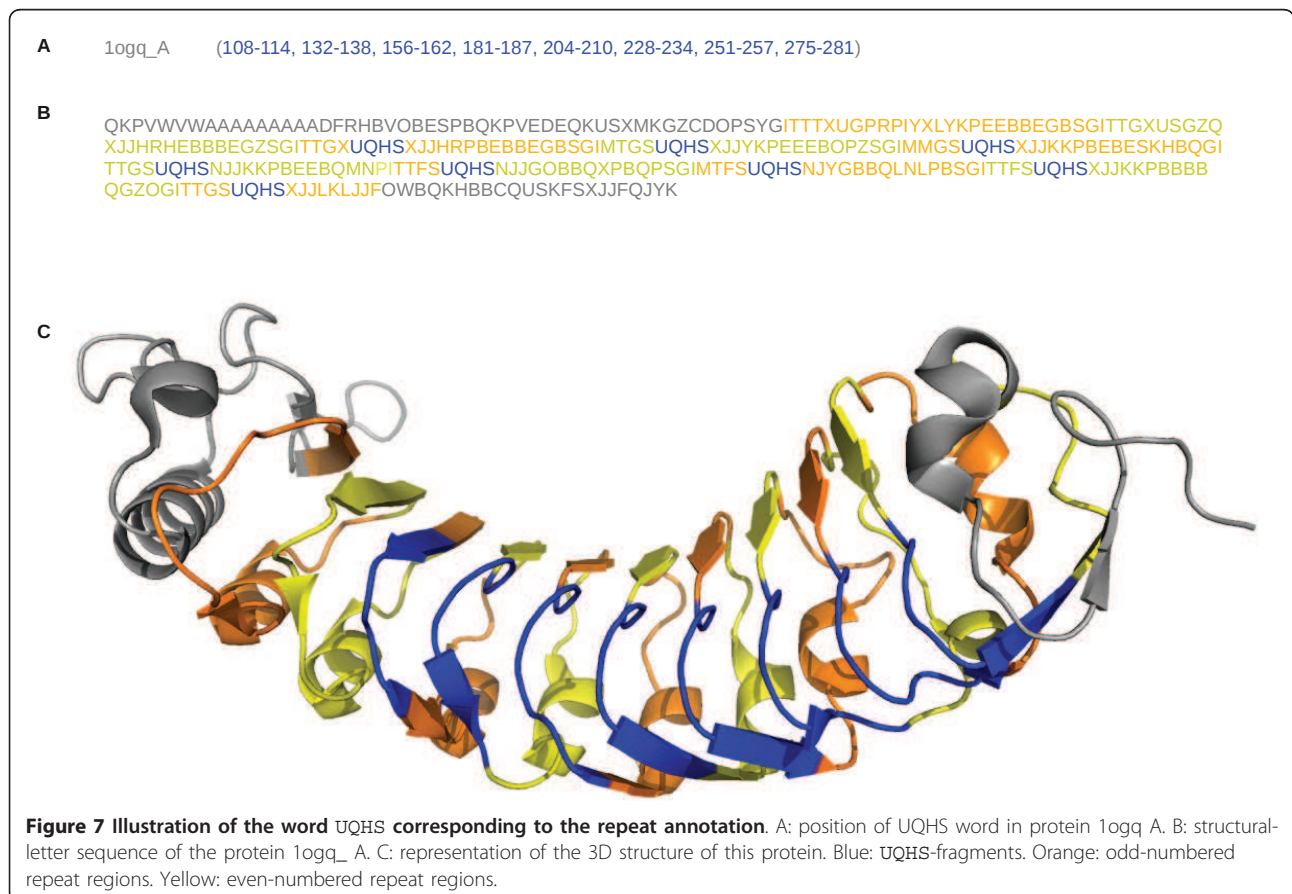 A 1ogq_A (108-114, 132-138, 156-162, 181-187, 204-210, 228-234, 251-257, 275-281)
B
QKPVWVWAAAAAAAAADFRHBVOBESPBQKPVEDEQKUSXMKGZCDOPSYGITTTXUGPRPIYXLYKPEEBBEGBSGITTGXUSGZQ
XJJHRHEBBBEGZSGITTGXUQHSXJJHRPBEBBEGBSGIMTGSUQHSXJJYKPEEEBOPZSGIMMGSUQHSXJJKKPBEBESKHBQGI
TTGSUQHSNJJKKPBEEBQMNPITTFSUQHSNJJGOBBQXPBQPSGIMTFSUQHSNJYGBBQLNLPBSGITTFSUQHSXJJKKPBBBB
QGZOGITTGSUQHSXJJLKLJJFOWBQKHBBCQUSKFSXJJFQJYK
C
Figure 7 Illustration of the word UQHS corresponding to the repeat annotation. A: position of UQHS word in protein 1ogq A. B: structural-
letter sequence of the protein 1ogq_ A. C: representation of the 3D structure of this protein. Blue: UQHS-fragments. Orange: odd-numbered
repeat regions. Yellow: even-numbered repeat regions.